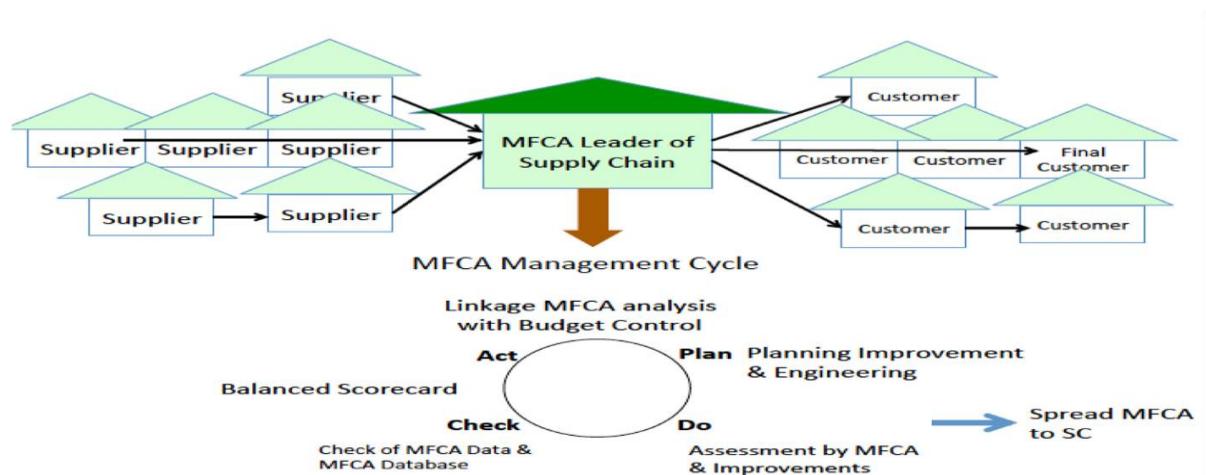 Supplier
Supplier
Supplier
Supplier
Supplier
Supplier
MFCA Leader of
Supply Chain
Customer
Customer
Customer
Final
Customer
Customer
Customer
MFCA Management Cycle
Linkage MFCA analysis
with Budget Control
Act
Plan
Planning Improvement
& Engineering
Balanced Scorecard
Check
Do
Check of MFCA Data &
MFCA Database
Assessment by MFCA
& Improvements
Spread MFCA
to SC